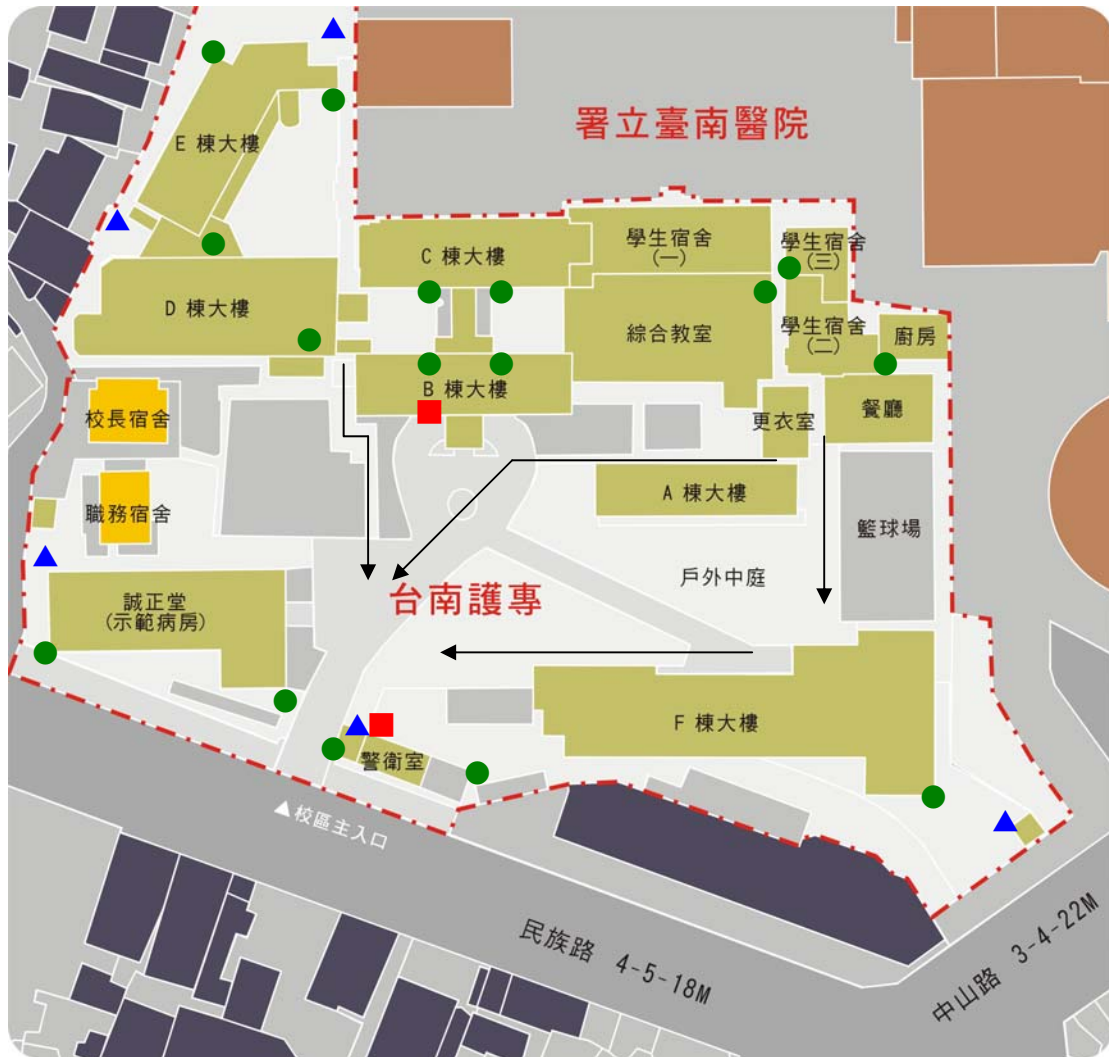 署立臺南醫院
E 棟大樓
C 棟大樓
學生宿舍
(一)
學生宿舍
(三)
D 棟大樓
綜合教室
學生宿舍
(二)
廚房
B 棟大樓
校長宿舍
更衣室
餐廳
A 棟大樓
職務宿舍
籃球場
戶外中庭
台南護專
誠正堂
(示範病房)
F 棟大樓
警衛室
▲校區主入口
民族路 4-5-18M
中山路 3-4-22M